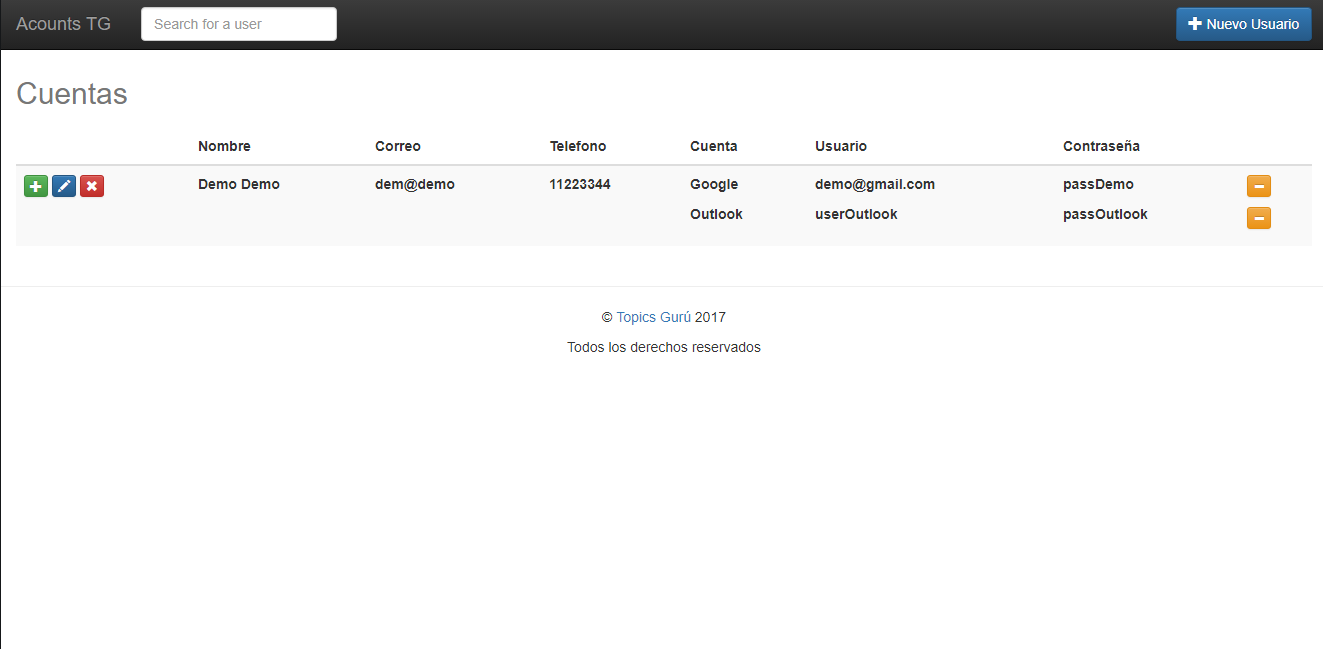 Acounts TG Search for a user Nuevo Usuario
Cuentas
Nombre Correo Telefono Cuenta Usuario Contraseña
Demo Demo dem@demo 11223344 Google demo@gmail.com passDemo
Outlook userOutlook passOutlook
© Topics Gurú 2017
Todos los derechos reservados